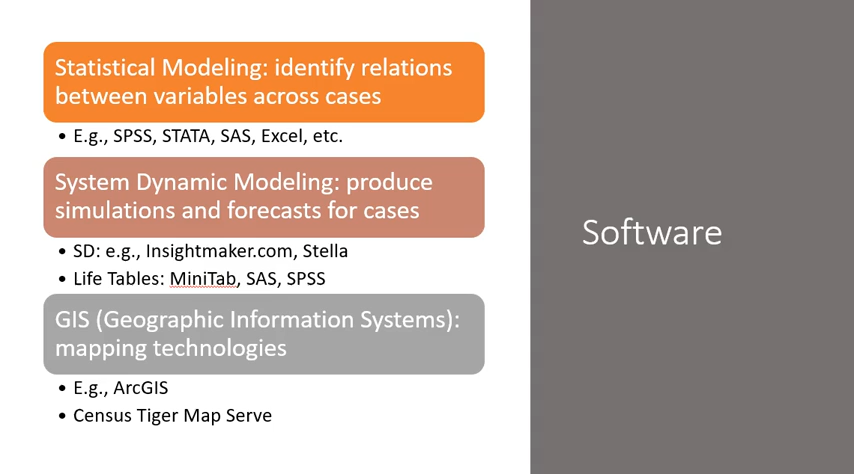 Statistical Modeling: identify relations
between variables across cases
• E.g., SPSS, STATA, SAS, Excel, etc.
System Dynamic Modeling: produce
simulations and forecasts for cases
• SD: e.g., Insightmaker.com, Stella
• Life Tables: MiniTab, SAS, SPSS
GIS (Geographic Information Systems):
mapping technologies
• E.g., ArcGIS
• Census Tiger Map Serve
Software